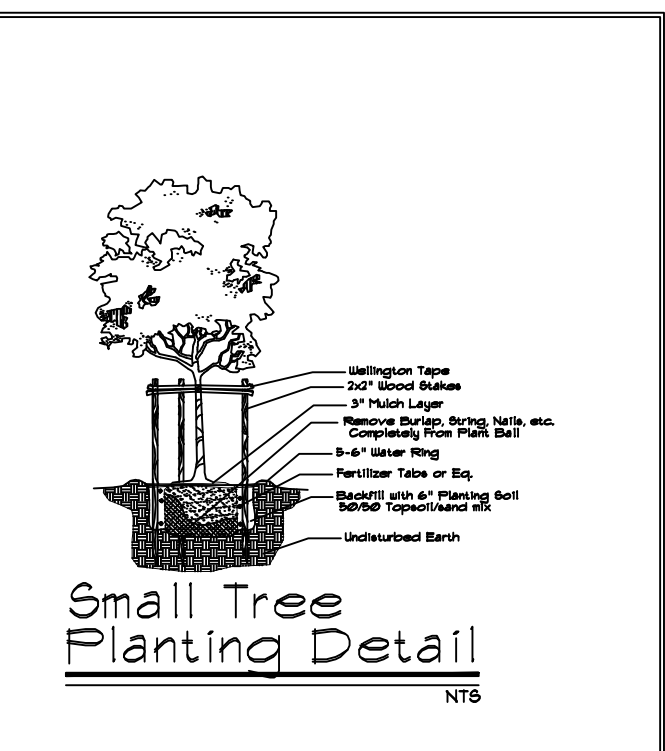 Wellington Tape
2x2" Wood Stakes
3" Mulch Layer
Remove Burlap, String, Nails, etc.
Completely From Plant Ball
5-6" Water Ring
Fertilizer Tabs or Eq.
Backfill with 6" Planting Soil
50/50 Topsoil/sand mix
Undisturbed Earth
Small Tree
Planting Detail
NTS